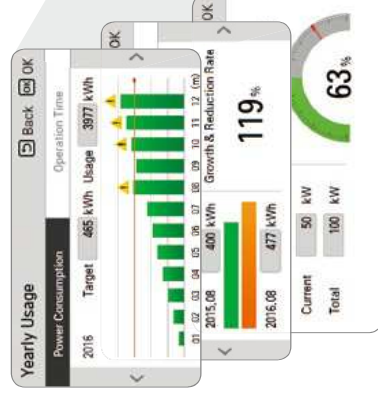 Yearly Usage
Back OK OK
Power Consumption
Operation Time
2016
Target 465 kWh
Usage 3977 kWh
01 02 03 04 05 06 07 08 09 10 11 12 (m)
OK
2015,08 400 kWh
2016,08 477 kWh
Growth & Reduction Rate
119%
OK
Current 50 kW
Total 100 kW
63%